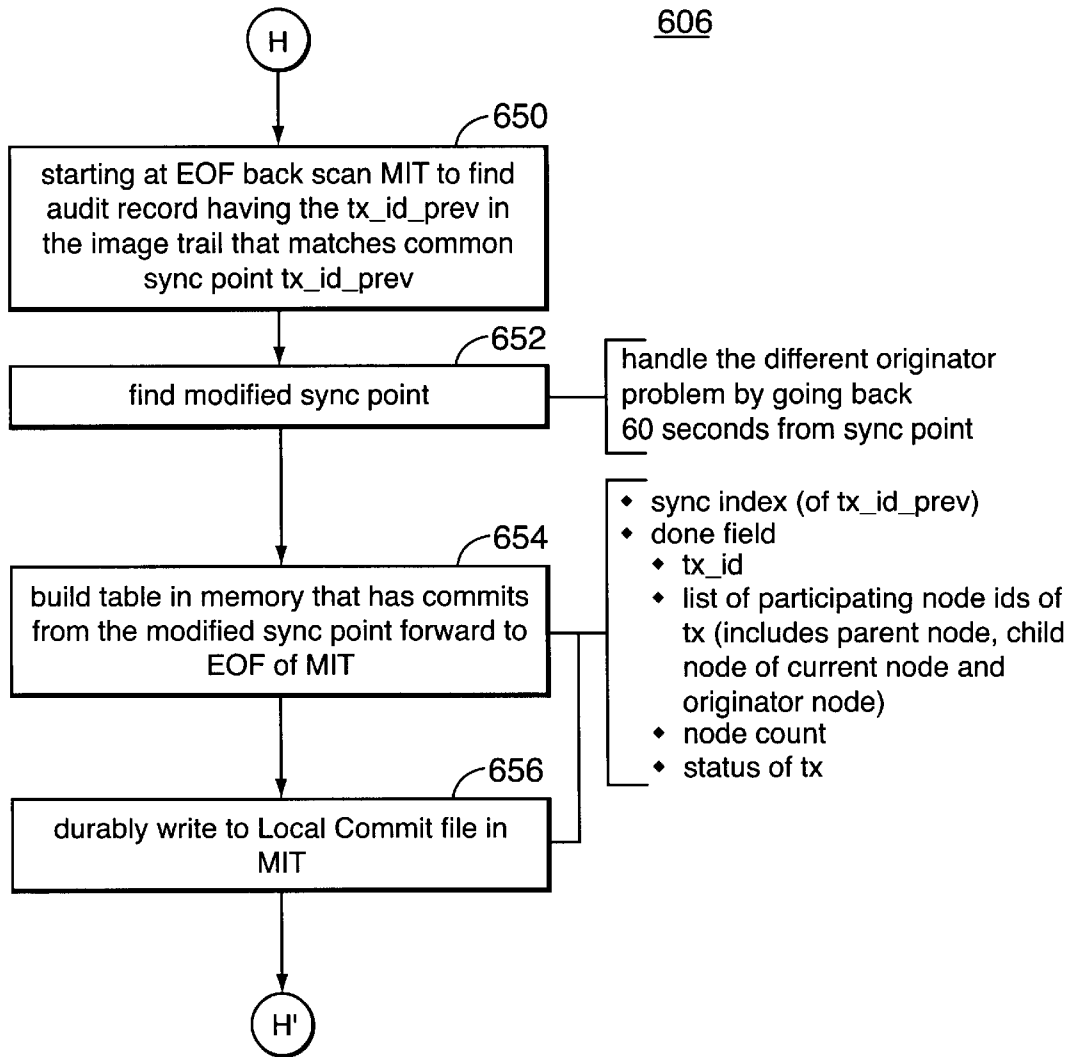 606
H
650
starting at EOF back scan MIT to find
audit record having the tx_id_prev in
the image trail that matches common
sync point tx_id_prev
652
find modified sync point
handle the different originator
problem by going back
60 seconds from sync point
654
build table in memory that has commits
from the modified sync point forward to
EOF of MIT
◆ sync index (of tx_id_prev)
◆ done field
◆ tx_id
◆ list of participating node ids of
tx (includes parent node, child
node of current node and
originator node)
◆ node count
◆ status of tx
656
durably write to Local Commit file in
MIT
H'